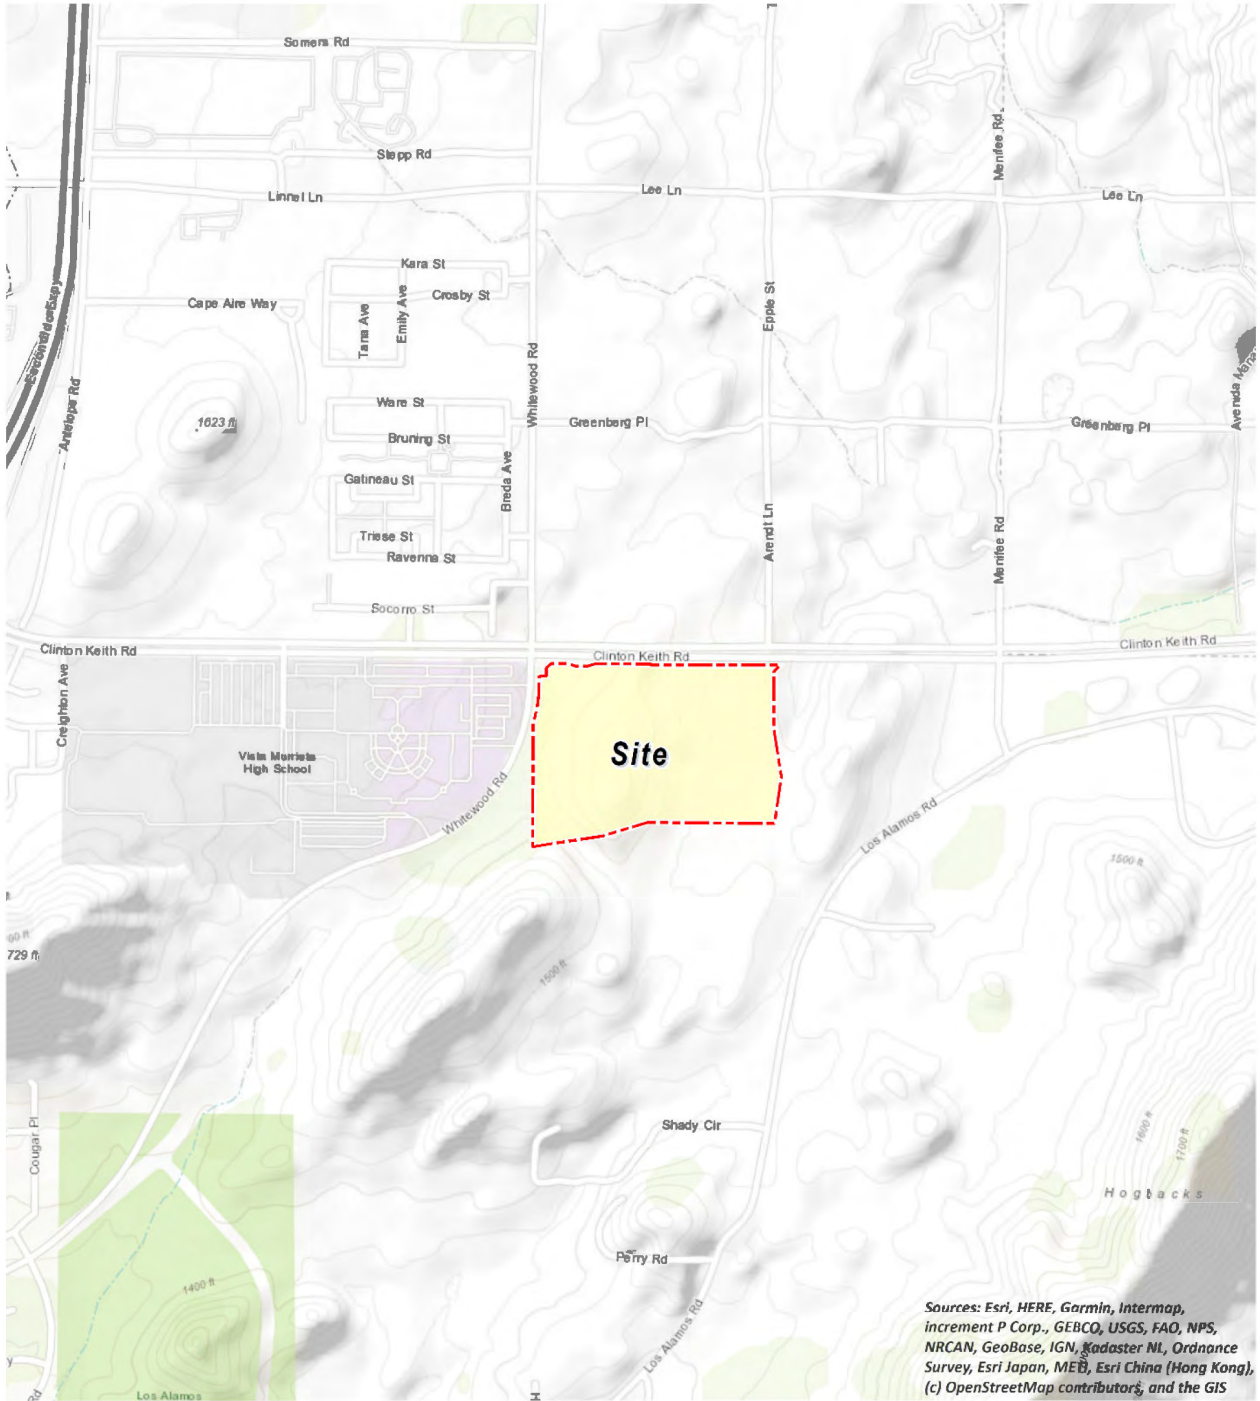 Somers Rd
Stepp Rd
Menifee Rd
Linnel Ln
Lee Ln
Lee Ln
Kara St
Crosby St
Cape Aire Way
Emily Ave
Tana Ave
Epple St
Escondido Expy
Antelope Rd
Whitewood Rd
Avenida
Ware St
1623 ft
Greenberg Pl
Greenberg Pl
Bruning St
Gatineau St
Breda Ave
Triese St
Ravenna St
Arendt Ln
Menifee Rd
Socorro St
Clinton Keith Rd
Clinton Keith Rd
Clinton Keith Rd
Creighton Ave
Vista Murrieta
High School
Site
Whitewood Rd
Los Alamos Rd
1500 ft
729 ft
1500 ft
Shady Cir
Cougar Pl
1600 ft
1700 ft
Hogbacks
Perry Rd
1400 ft
Los Alamos Rd
Los Alamos
Rd
Sources: Esri, HERE, Garmin, Intermap,
increment P Corp., GEBCO, USGS, FAO, NPS,
NRCAN, GeoBase, IGN, Kadaster NL, Ordnance
Survey, Esri Japan, METI, Esri China (Hong Kong),
(c) OpenStreetMap contributors, and the GIS